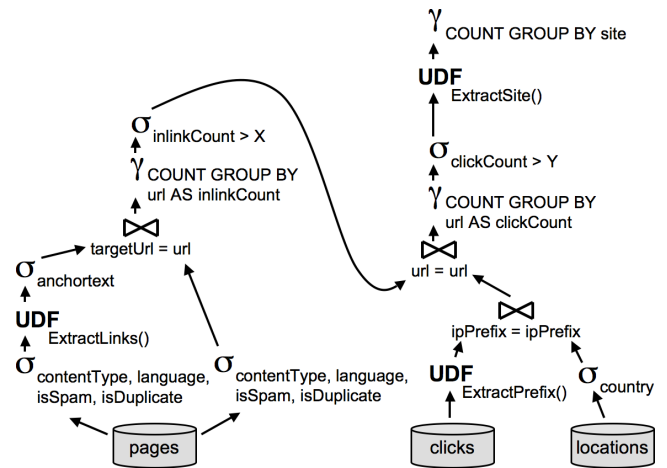 γ COUNT GROUP BY site
UDF
ExtractSite()
σ clickCount > Y
γ COUNT GROUP BY
url AS clickCount
url = url
σ inlinkCount > X
γ COUNT GROUP BY
url AS inlinkCount
targetUrl = url
σ anchortext
UDF
ExtractLinks()
σ contentType, language,
isSpam, isDuplicate
σ contentType, language,
isSpam, isDuplicate
pages
ipPrefix = ipPrefix
UDF
ExtractPrefix()
σ country
clicks
locations